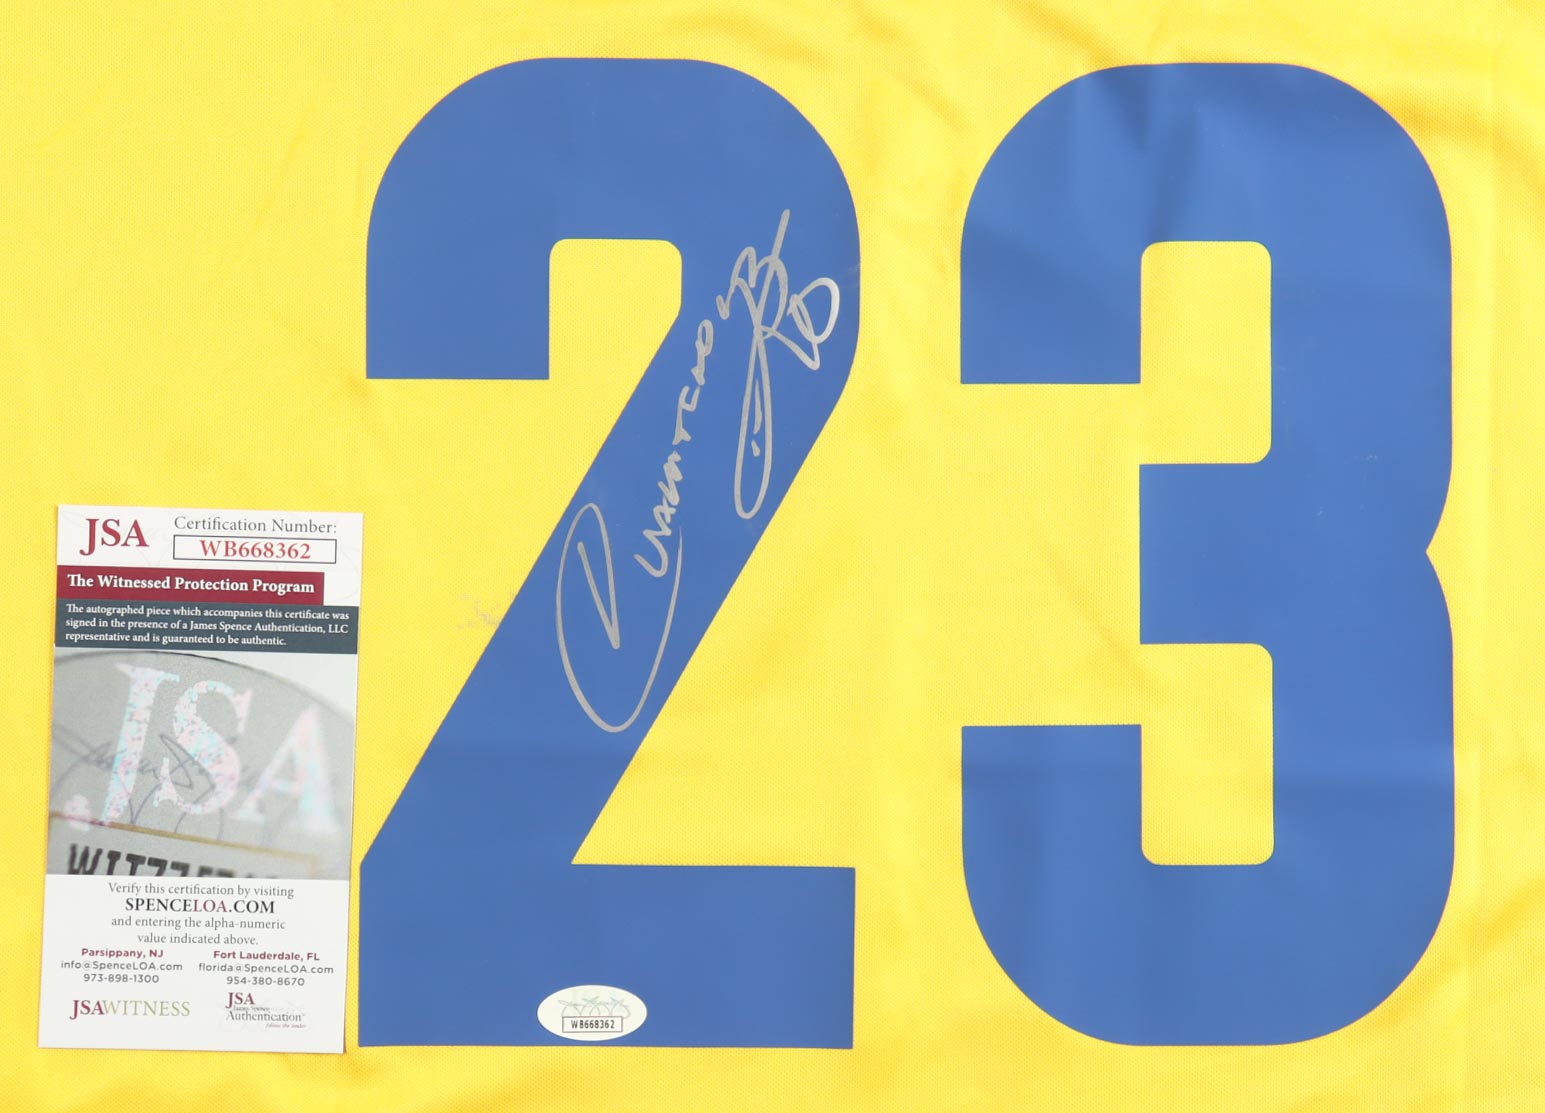 23
JSA
Certification Number:
WB668362
The Witnessed Protection Program
The autographed piece which accompanies this certificate was
signed in the presence of a James Spence Authentication, LLC
representative and is guaranteed to be authentic.
JSA
Verify this certification by visiting
SPENCELOA.COM
and entering the alpha-numeric
value indicated above.
Parsippany, NJ
info@SpenceLOA.com
973-898-1300
Fort Lauderdale, FL
florida@SpenceLOA.com
954-380-8670
JSAWITNESS
JSA
James Spence
Authentication
WB668362